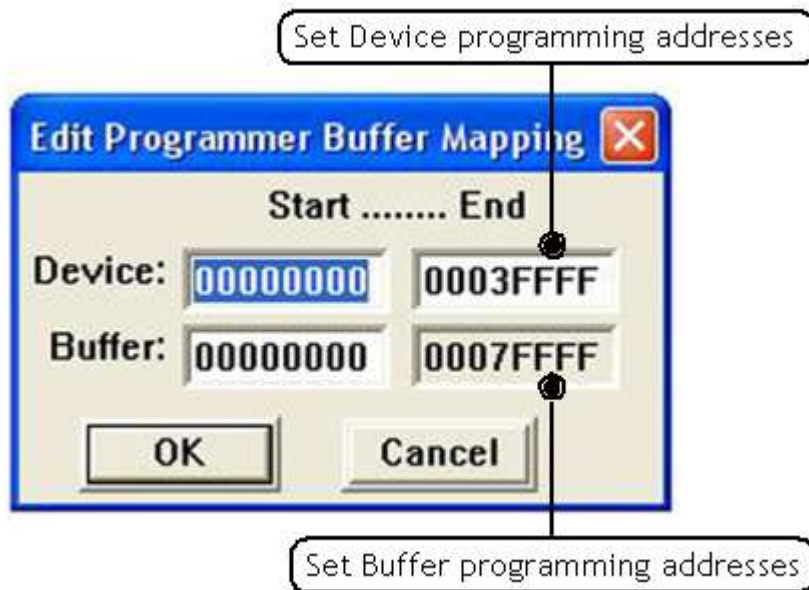 Set Device programming addresses
Edit Programmer Buffer Mapping
Start ........ End
Device: 00000000 0003FFFF
Buffer: 00000000 0007FFFF
OK Cancel
Set Buffer programming addresses